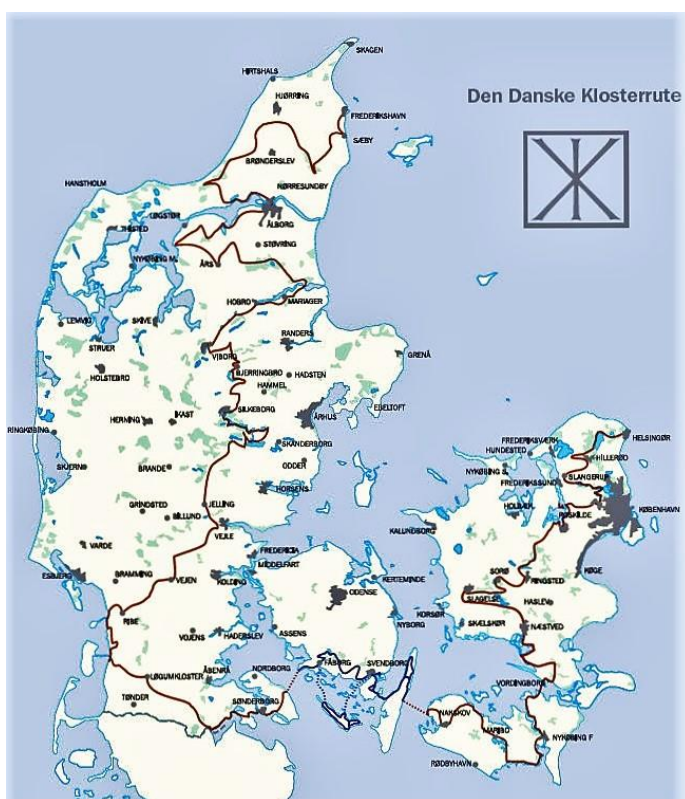 SKAGEN
HIRTSHALS
HJØRRING
Den Danske Klosterrute
FREDERIKSHAVN
SÆBY
BRØNDERSLEV
HANSTHOLM
NØRRESUNDBY
LØGSTØR
ÅLBORG
THISTED
STØVRING
NYKØBING M.
ÅRS
HOBRO
MARIAGER
LEMVIG
SKIVE
RANDERS
STRUER
VIBORG
GRENÅ
HOLSTEBRO
BJERRINGBRO
HADSTEN
HAMMEL
EBELTOFT
SILKEBORG
ÅRHUS
HERNING
IKAST
RINGKØBING
SKANDERBORG
FREDERIKSVÆRK
HELSINGØR
HUNDESTED
ODDER
HILLERØD
SKJERN
BRANDE
NYKØBING S.
SLANGERUP
FREDERIKSSUND
HORSENS
GRINDSTED
JELLING
HOLBÆK
KØBENHAVN
BILLUND
ROSKILDE
VEJLE
KALUNDBORG
VARDE
FREDERICIA
MIDDELFART
SORØ
KØGE
ESBJERG
BRAMMING
VEJEN
KOLDING
KERTEMINDE
RINGSTED
ODENSE
SLAGELSE
HASLEV
RIBE
NYBORG
KORSØR
SKÆLSKØR
NÆSTVED
VOJENS
HADERSLEV
ASSENS
FÅBORG
SVENDBORG
LØGUMKLOSTER
ÅBENRÅ
NORDBORG
VORDINGBORG
TØNDER
SØNDERBORG
NAKSKOV
MARIBO
NYKØBING F
RØDBYHAVN